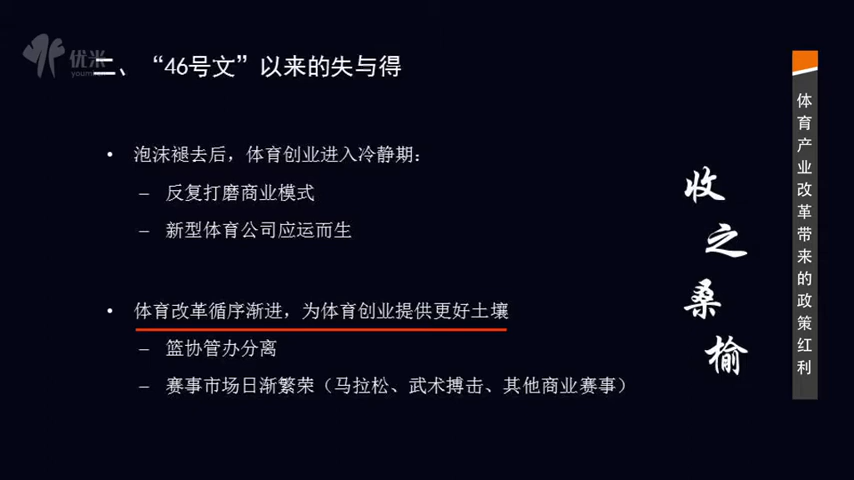 优米
二、“46号文”以来的失与得
• 泡沫褪去后，体育创业进入冷静期：
– 反复打磨商业模式
– 新型体育公司应运而生
• 体育改革循序渐进，为体育创业提供更好土壤
– 篮协管办分离
– 赛事市场日渐繁荣（马拉松、武术搏击、其他商业赛事）
收之桑榆
体育产业改革带来的政策红利